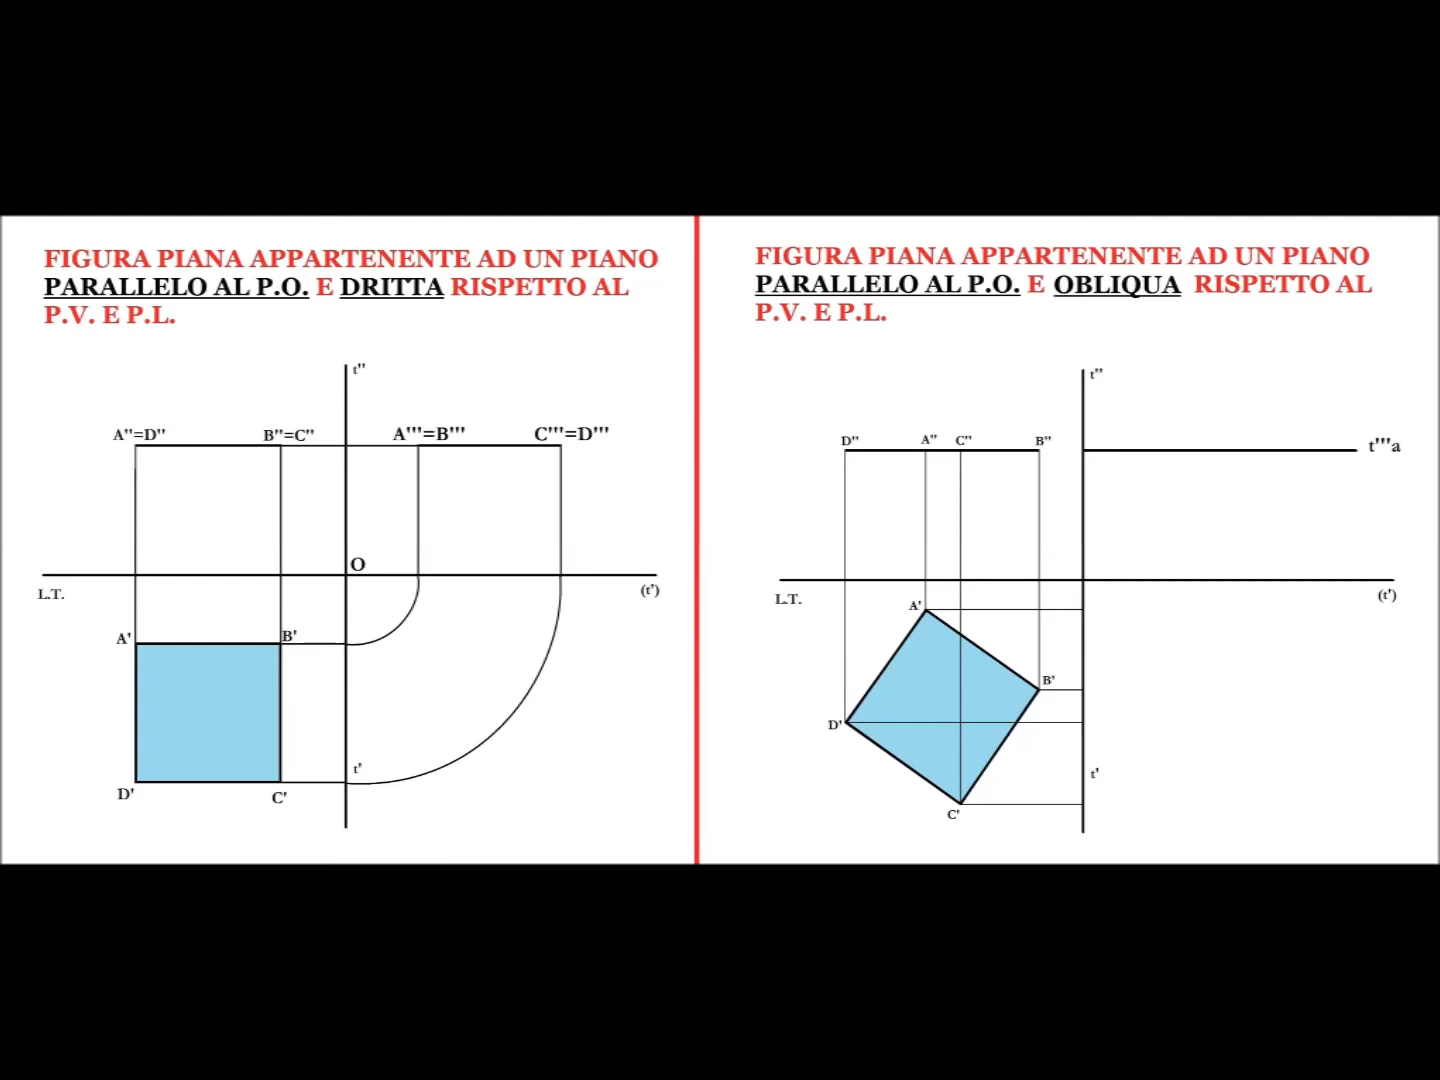 FIGURA PIANA APPARTENENTE AD UN PIANO
PARALLELO AL P.O. E DRITTA RISPETTO AL
P.V. E P.L.
t''
A''=D''
B''=C''
A'''=B'''
C'''=D'''
O
L.T.
(t')
A'
B'
t'
D'
C'
FIGURA PIANA APPARTENENTE AD UN PIANO
PARALLELO AL P.O. E OBLIQUA RISPETTO AL
P.V. E P.L.
t''
D''
A''
C''
B''
t'''a
L.T.
(t')
A'
B'
D'
t'
C'